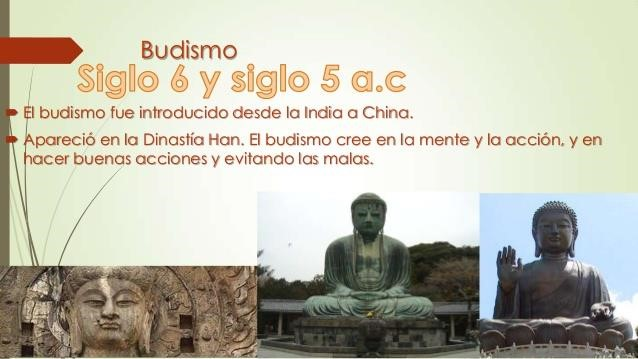 Budismo
Siglo 6 y siglo 5 a.c
El budismo fue introducido desde la India a China.
Apareció en la Dinastía Han. El budismo cree en la mente y la acción, y en
hacer buenas acciones y evitando las malas.